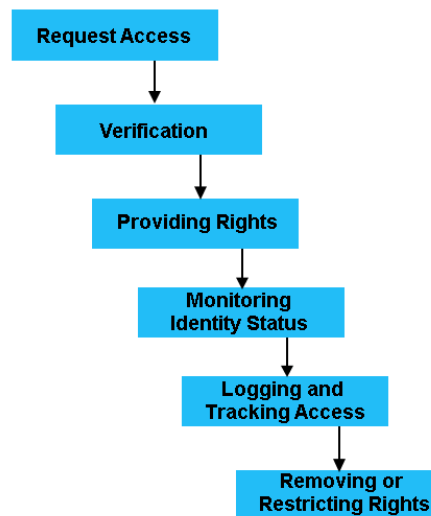 Request Access
Verification
Providing Rights
Monitoring
Identity Status
Logging and
Tracking Access
Removing or
Restricting Rights